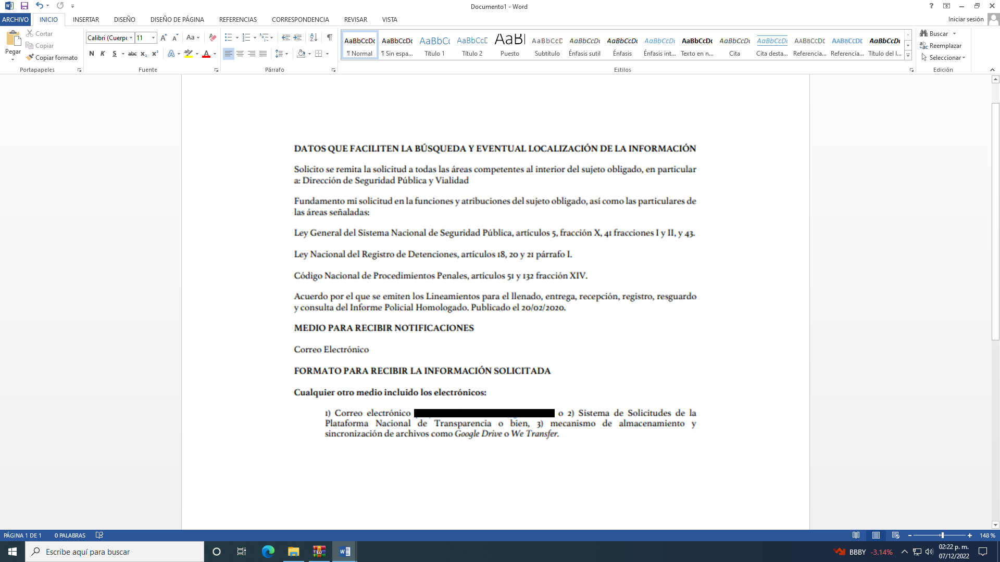 Documento1 - Word
ARCHIVO INICIO INSERTAR DISEÑO DISEÑO DE PÁGINA REFERENCIAS CORRESPONDENCIA REVISAR VISTA Iniciar sesión
Pegar
Cortar
Copiar
Copiar formato
Portapapeles
Calibri (Cuerpo 11
Aa
N K S abc x₂ x²
Fuente
Párrafo
AaBbCcDc AaBbCcDc AaBbCc AaBbCcD AaBb AaBbCcD AaBbCcDc AaBbCcDc AaBbCcDc AaBbCcDc AaBbCcDc AaBbCcDc AaBbCcDd AaBbCcDd AaBbCcDc
¶ Normal ¶ Sin espa... Título 1 Título 2 Puesto Subtítulo Énfasis sutil Énfasis Énfasis int... Texto en n... Cita Cita desta... Referencia... Referencia... Título del l...
Estilos
Buscar
Reemplazar
Seleccionar
Edición
DATOS QUE FACILITEN LA BÚSQUEDA Y EVENTUAL LOCALIZACIÓN DE LA INFORMACIÓN
Solicito se remita la solicitud a todas las áreas competentes al interior del sujeto obligado, en particular
a: Dirección de Seguridad Pública y Vialidad
Fundamento mi solicitud en la funciones y atribuciones del sujeto obligado, así como las particulares de
las áreas señaladas:
Ley General del Sistema Nacional de Seguridad Pública, artículos 5, fracción X, 41 fracciones I y II, y 43.
Ley Nacional del Registro de Detenciones, artículos 18, 20 y 21 párrafo I.
Código Nacional de Procedimientos Penales, artículos 51 y 132 fracción XIV.
Acuerdo por el que se emiten los Lineamientos para el llenado, entrega, recepción, registro, resguardo
y consulta del Informe Policial Homologado. Publicado el 20/02/2020.
MEDIO PARA RECIBIR NOTIFICACIONES
Correo Electrónico
FORMATO PARA RECIBIR LA INFORMACIÓN SOLICITADA
Cualquier otro medio incluido los electrónicos:
1) Correo electrónico o 2) Sistema de Solicitudes de la
Plataforma Nacional de Transparencia o bien, 3) mecanismo de almacenamiento y
sincronización de archivos como Google Drive o We Transfer.
PÁGINA 1 DE 1 0 PALABRAS 148 %
Escribe aquí para buscar
BBBY -3.14%
02:22 p. m.
07/12/2022